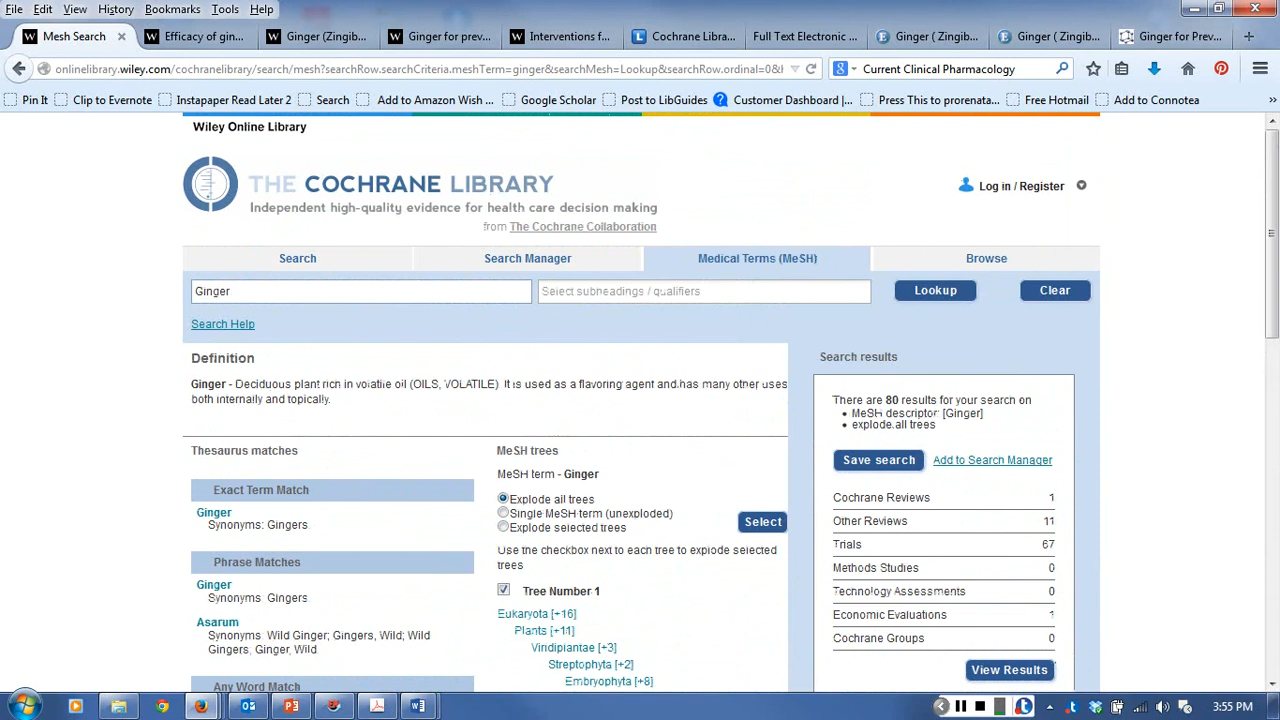 File Edit View History Bookmarks Tools Help
Mesh Search × Efficacy of gin... Ginger (Zingib... Ginger for prev... Interventions f... Cochrane Libra... Full Text Electronic ... Ginger ( Zingib... Ginger ( Zingib... Ginger for Prev... +
onlinelibrary.wiley.com/cochranelibrary/search/mesh?searchRow.searchCriteria.meshTerm=ginger&searchMesh=Lookup&searchRow.ordinal=0&h Current Clinical Pharmacology
Pin It Clip to Evernote Instapaper Read Later 2 Search Add to Amazon Wish ... Google Scholar Post to LibGuides Customer Dashboard |... Press This to prorenata... Free Hotmail Add to Connotea »
Wiley Online Library
THE COCHRANE LIBRARY
Log in / Register
Independent high-quality evidence for health care decision making
from The Cochrane Collaboration
Search Search Manager Medical Terms (MeSH) Browse
Ginger Select subheadings / qualifiers Lookup Clear
Search Help
Definition
Ginger - Deciduous plant rich in volatile oil (OILS, VOLATILE). It is used as a flavoring agent and has many other uses
both internally and topically.
Thesaurus matches
Exact Term Match
Ginger
Synonyms: Gingers
Phrase Matches
Ginger
Synonyms: Gingers
Asarum
Synonyms: Wild Ginger; Gingers, Wild; Wild
Gingers; Ginger, Wild
Any Word Match
MeSH trees
MeSH term - Ginger
Explode all trees
Single MeSH term (unexploded)
Explode selected trees
Select
Use the checkbox next to each tree to explode selected
trees
Tree Number 1
Eukaryota [+16]
Plants [+11]
Viridiplantae [+3]
Streptophyta [+2]
Embryophyta [+8]
Search results
There are 80 results for your search on
• MeSH descriptor: [Ginger]
• explode all trees
Save search Add to Search Manager
Cochrane Reviews 1
Other Reviews 11
Trials 67
Methods Studies 0
Technology Assessments 0
Economic Evaluations 1
Cochrane Groups 0
View Results
3:55 PM